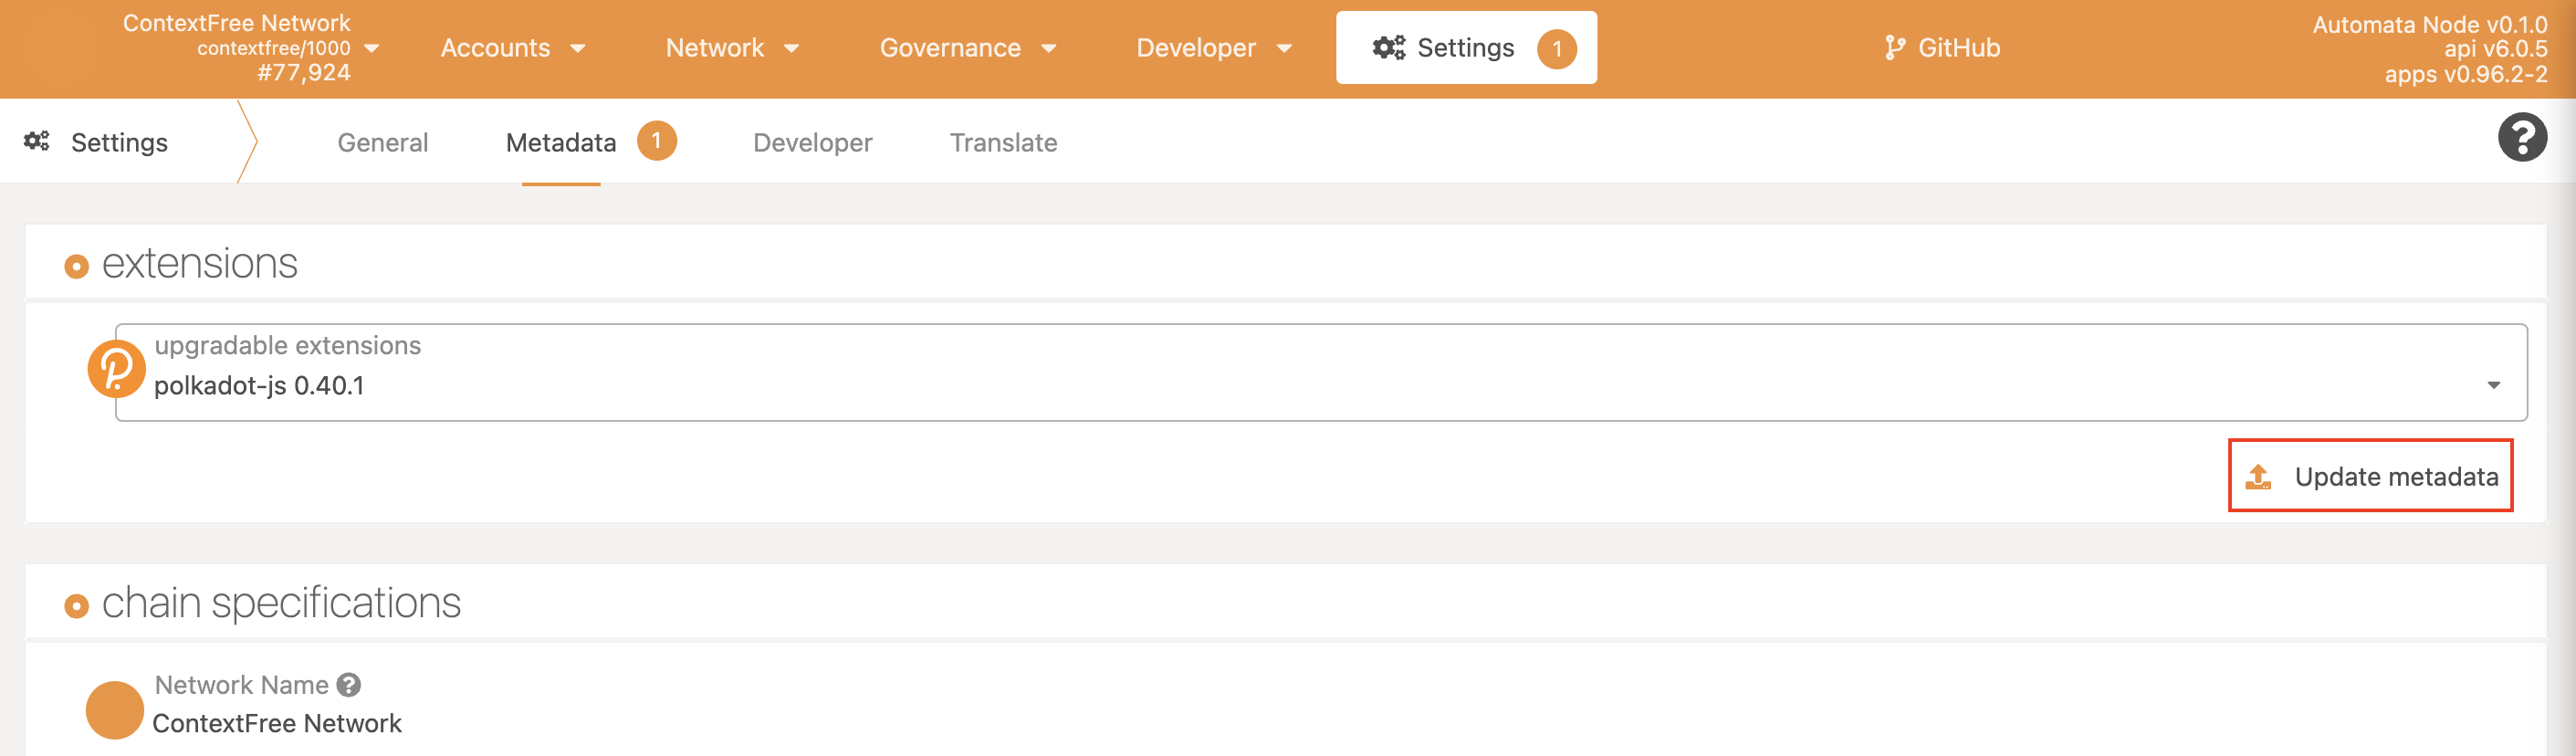 ContextFree Network
contextfree/1000
#77,924
Accounts
Network
Governance
Developer
Settings 1
GitHub
Automata Node v0.1.0
api v6.0.5
apps v0.96.2-2
Settings
General
Metadata 1
Developer
Translate
?
extensions
upgradable extensions
polkadot-js 0.40.1
Update metadata
chain specifications
Network Name ?
ContextFree Network